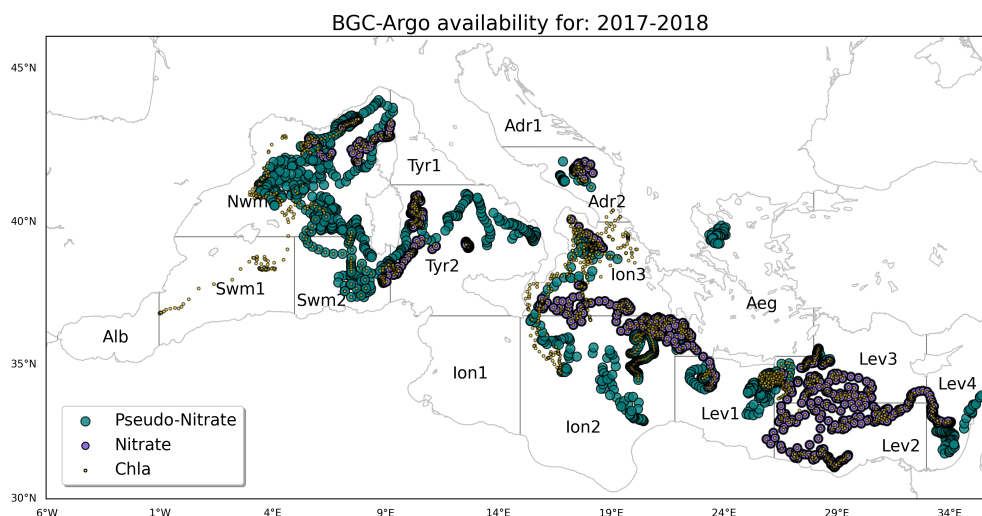 BGC-Argo availability for: 2017-2018
45°N
40°N
35°N
30°N
Adr1
Tyr1
Nwm
Adr2
Tyr2
Ion3
Swm1
Swm2
Aeg
Alb
Ion1
Lev3
Lev4
Lev1
Ion2
Lev2
Pseudo-Nitrate
Nitrate
Chla
6°W 1°W 4°E 9°E 14°E 19°E 24°E 29°E 34°E